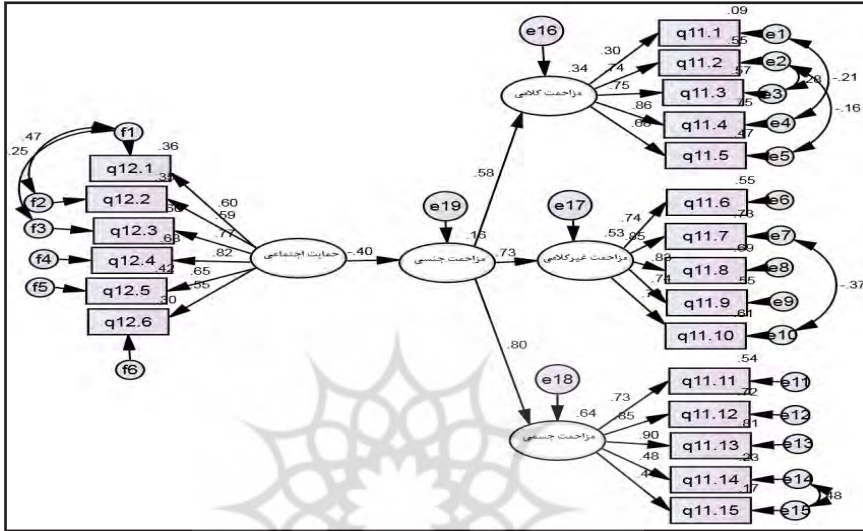 .09
e16
q11.1
e1
.30
.55
.34
.74
q11.2
e2
-.21
.57
مزاحمت کلامی
.75
q11.3
e3
.28
.75
-.16
.86
q11.4
e4
.47
q11.5
e5
.47
.25
f1
.36
q12.1
.58
.60
f2
q12.2
.59
e19
e17
.55
q11.6
e6
.74
.73
f3
q12.3
.77
.53
.85
q11.7
e7
.68
.16
.69
f4
q12.4
.82
حمایت اجتماعی
-.40
مزاحمت جنسی
.73
مزاحمت غیرکلامی
.83
q11.8
e8
.42
.65
.55
-.37
f5
q12.5
.55
.74
q11.9
e9
.30
.61
q12.6
q11.10
e10
f6
.80
.54
e18
.73
q11.11
e11
.72
.64
.85
q11.12
e12
.81
مزاحمت جسمی
.90
q11.13
e13
.23
.48
q11.14
e14
.17
.48
q11.15
e15